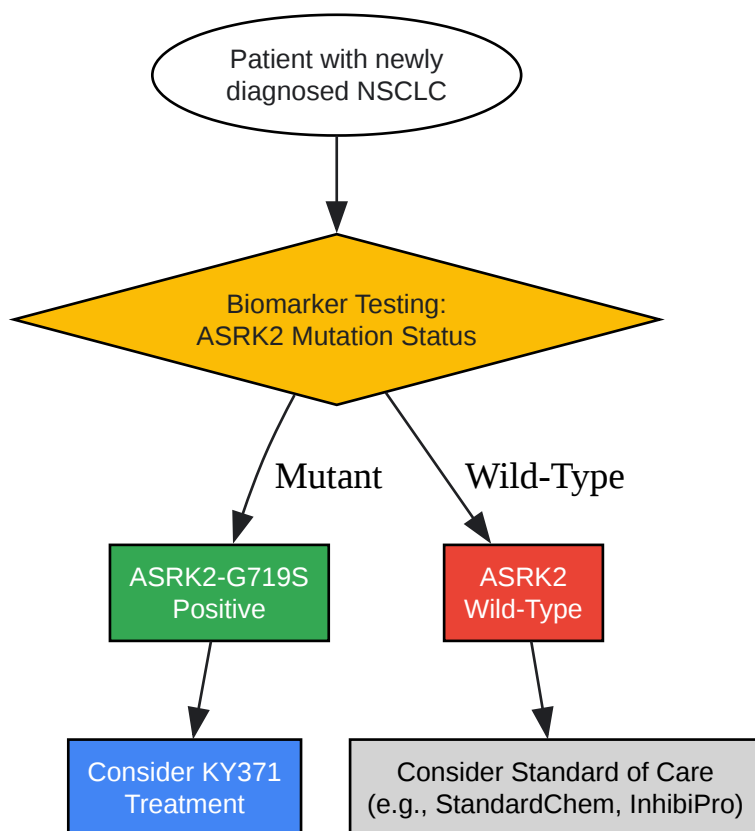 Patient with newly
diagnosed NSCLC
Biomarker Testing:
ASRK2 Mutation Status
Mutant
Wild-Type
ASRK2-G719S
Positive
ASRK2
Wild-Type
Consider KY371
Treatment
Consider Standard of Care
(e.g., StandardChem, InhibiPro)